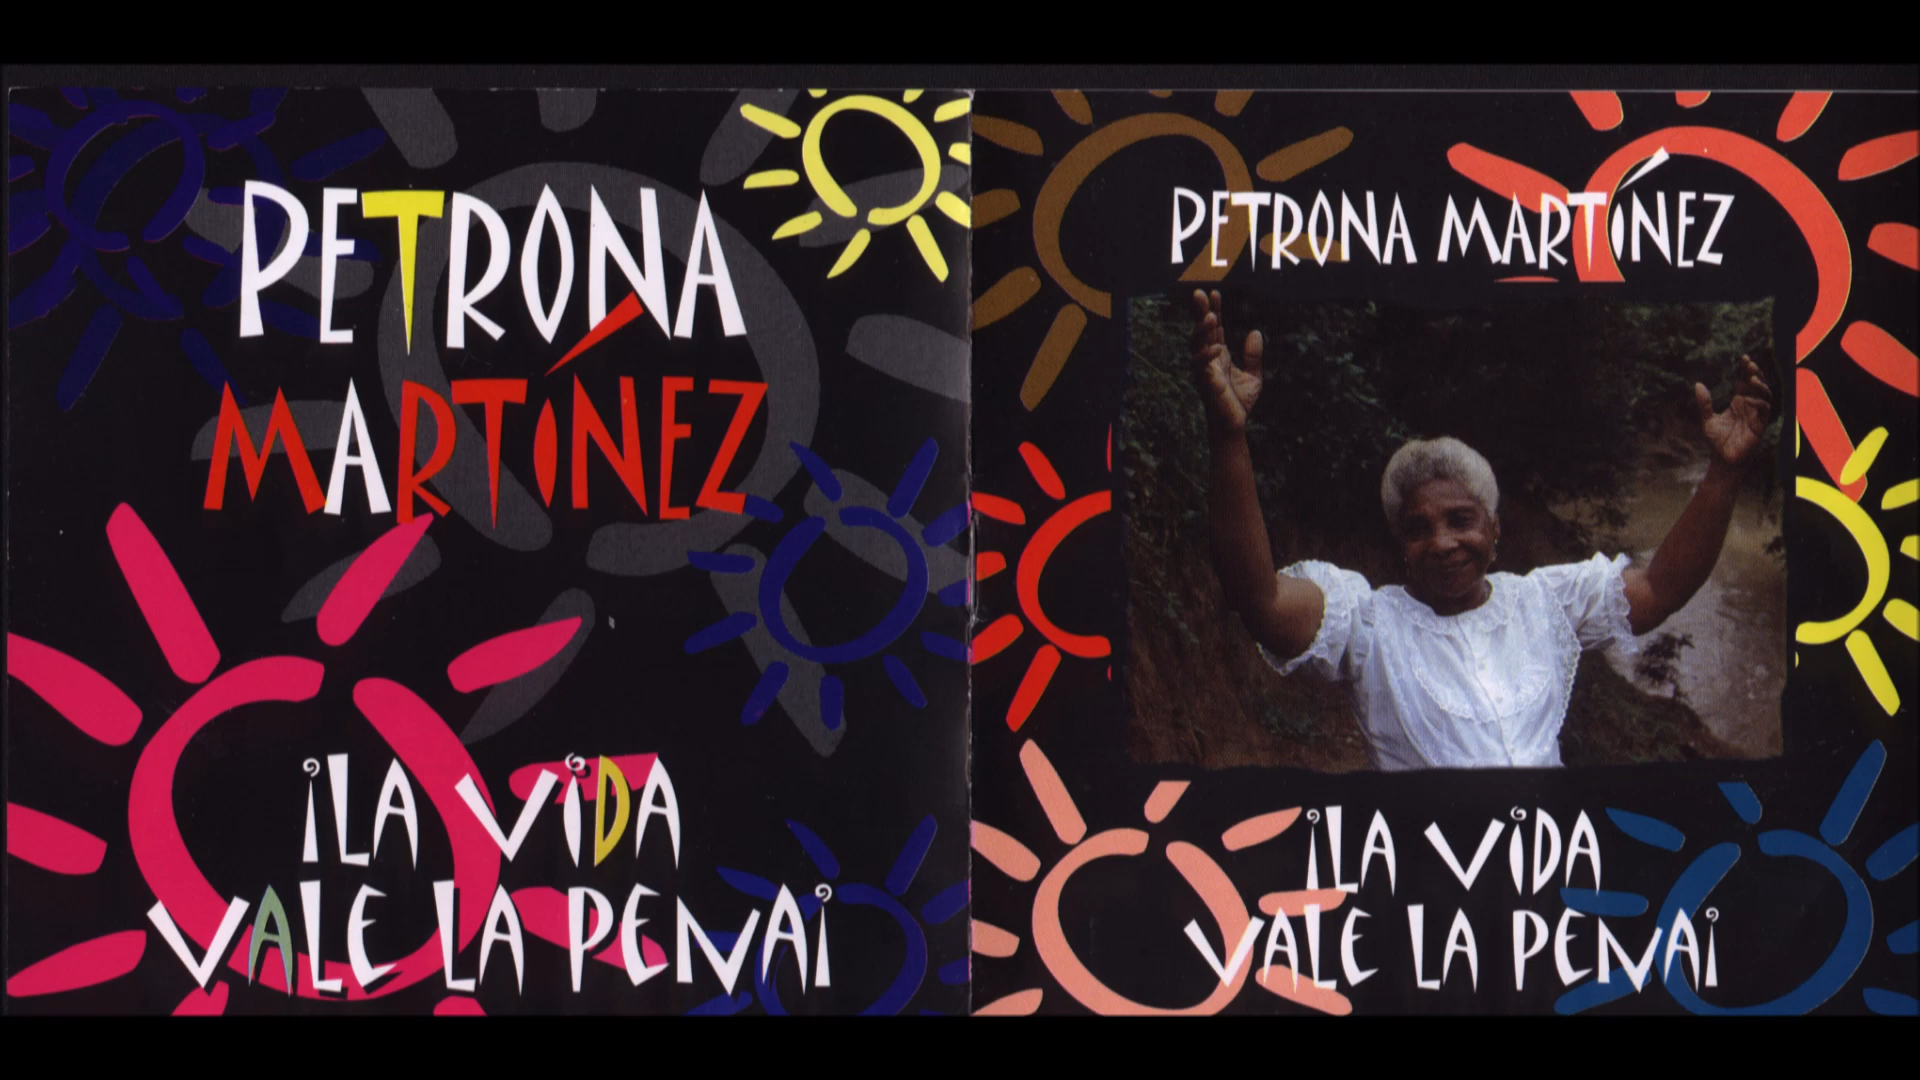 PETRONA
MARTÍNEZ
¡LA ViDA
VALE LA PENA¡
PETRONA MARTÍNEZ
¡LA ViDA
VALE LA PENA¡